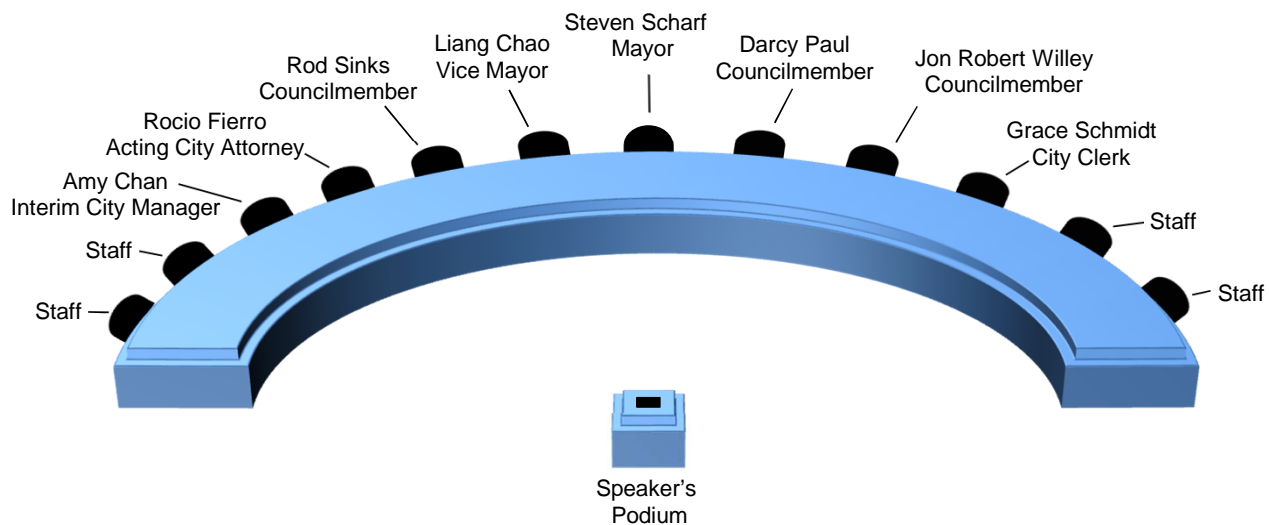 Steven Scharf
Mayor
Liang Chao
Vice Mayor
Darcy Paul
Councilmember
Jon Robert Willey
Councilmember
Rod Sinks
Councilmember
Rocio Fierro
Acting City Attorney
Grace Schmidt
City Clerk
Amy Chan
Interim City Manager
Staff
Staff
Staff
Staff
Speaker's
Podium